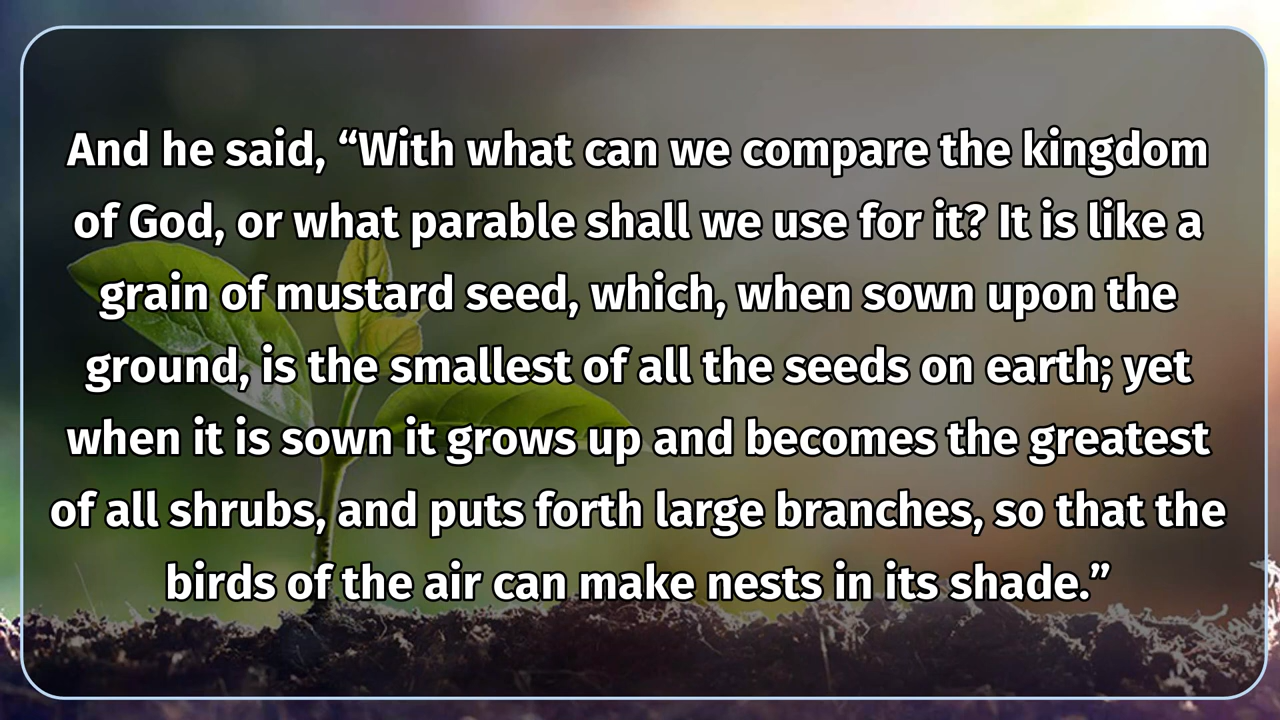 And he said, “With what can we compare the kingdom
of God, or what parable shall we use for it? It is like a
grain of mustard seed, which, when sown upon the
ground, is the smallest of all the seeds on earth; yet
when it is sown it grows up and becomes the greatest
of all shrubs, and puts forth large branches, so that the
birds of the air can make nests in its shade.”